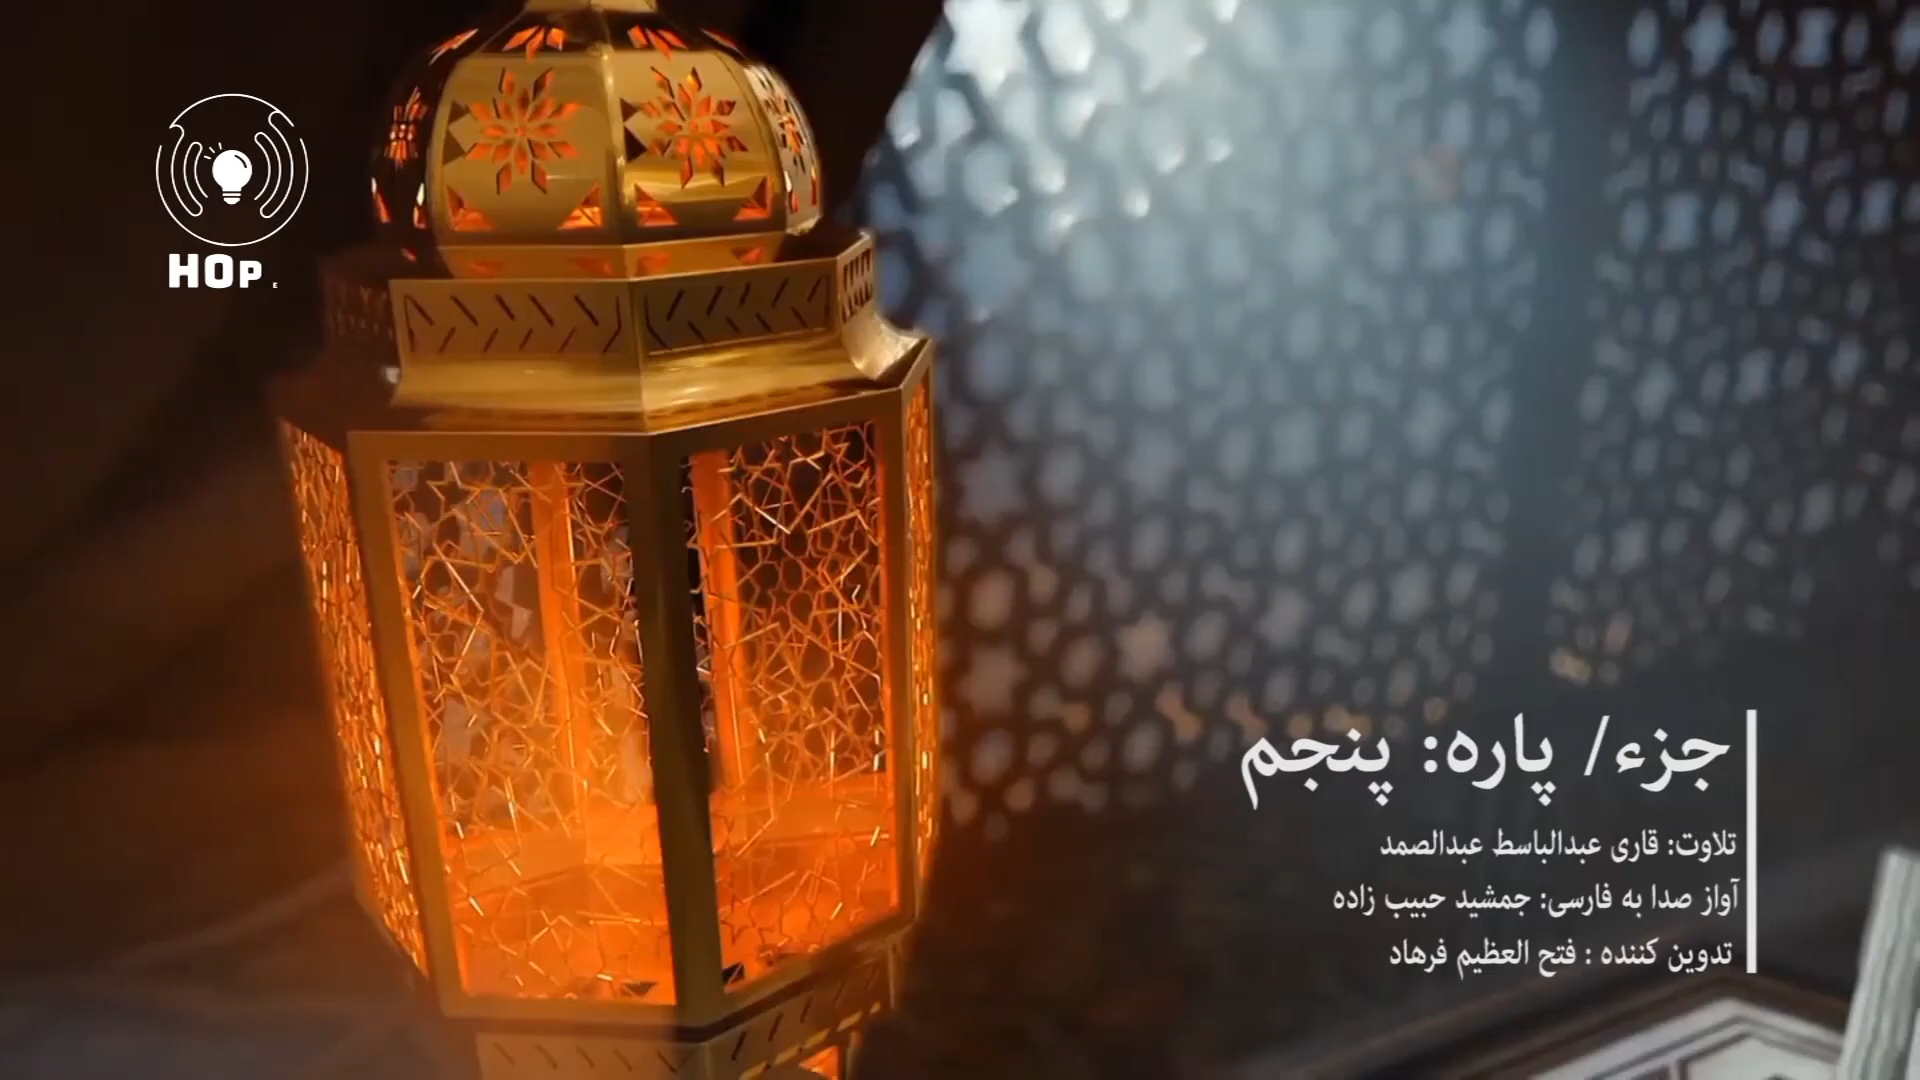 HOP E
جزء/ پاره: پنجم
تلاوت: قاری عبدالباسط عبدالصمد
آواز صدا به فارسی: جمشید حبیب زاده
تدوین کننده : فتح العظیم فرهاد